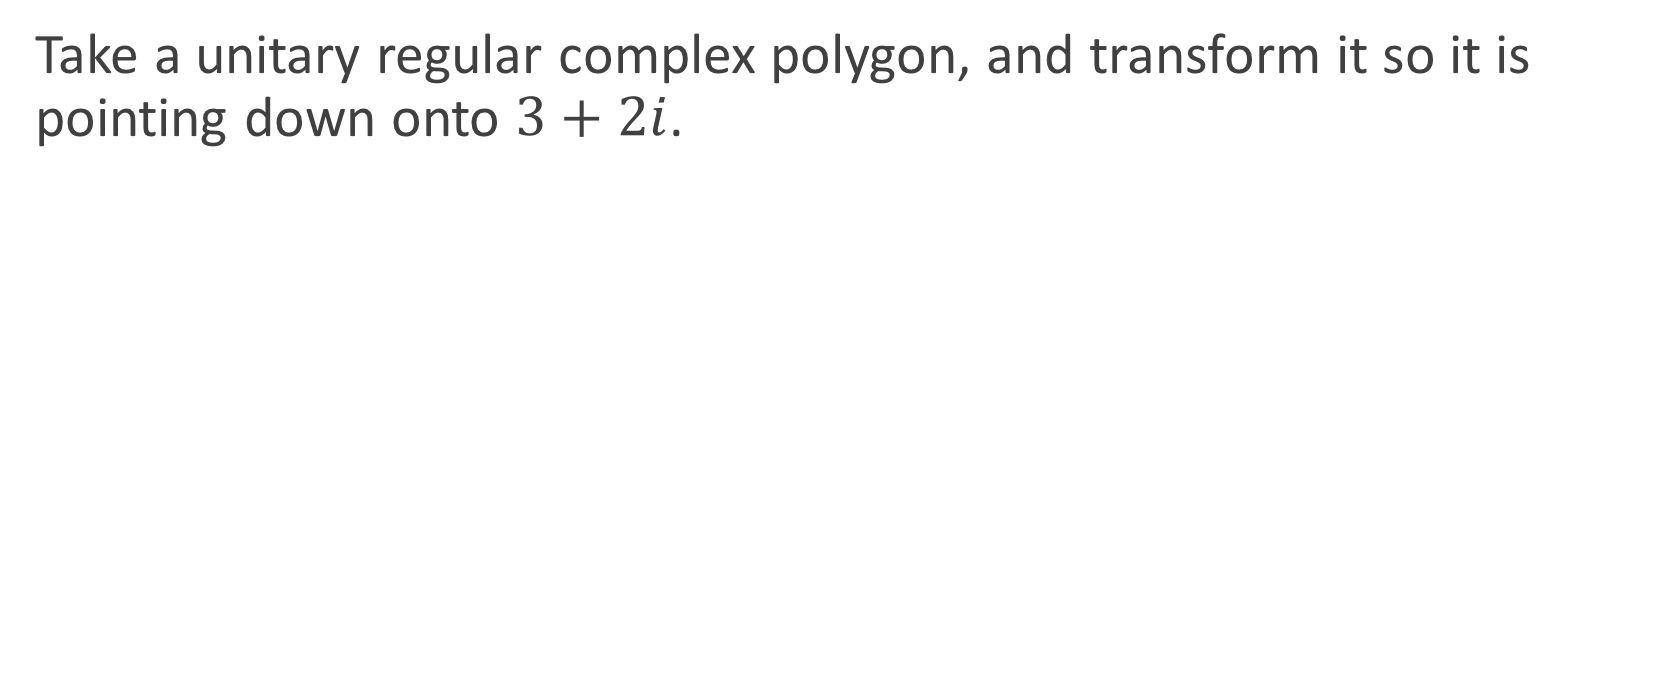 Take a unitary regular complex polygon, and transform it so it is
pointing down onto 3 + 2i.